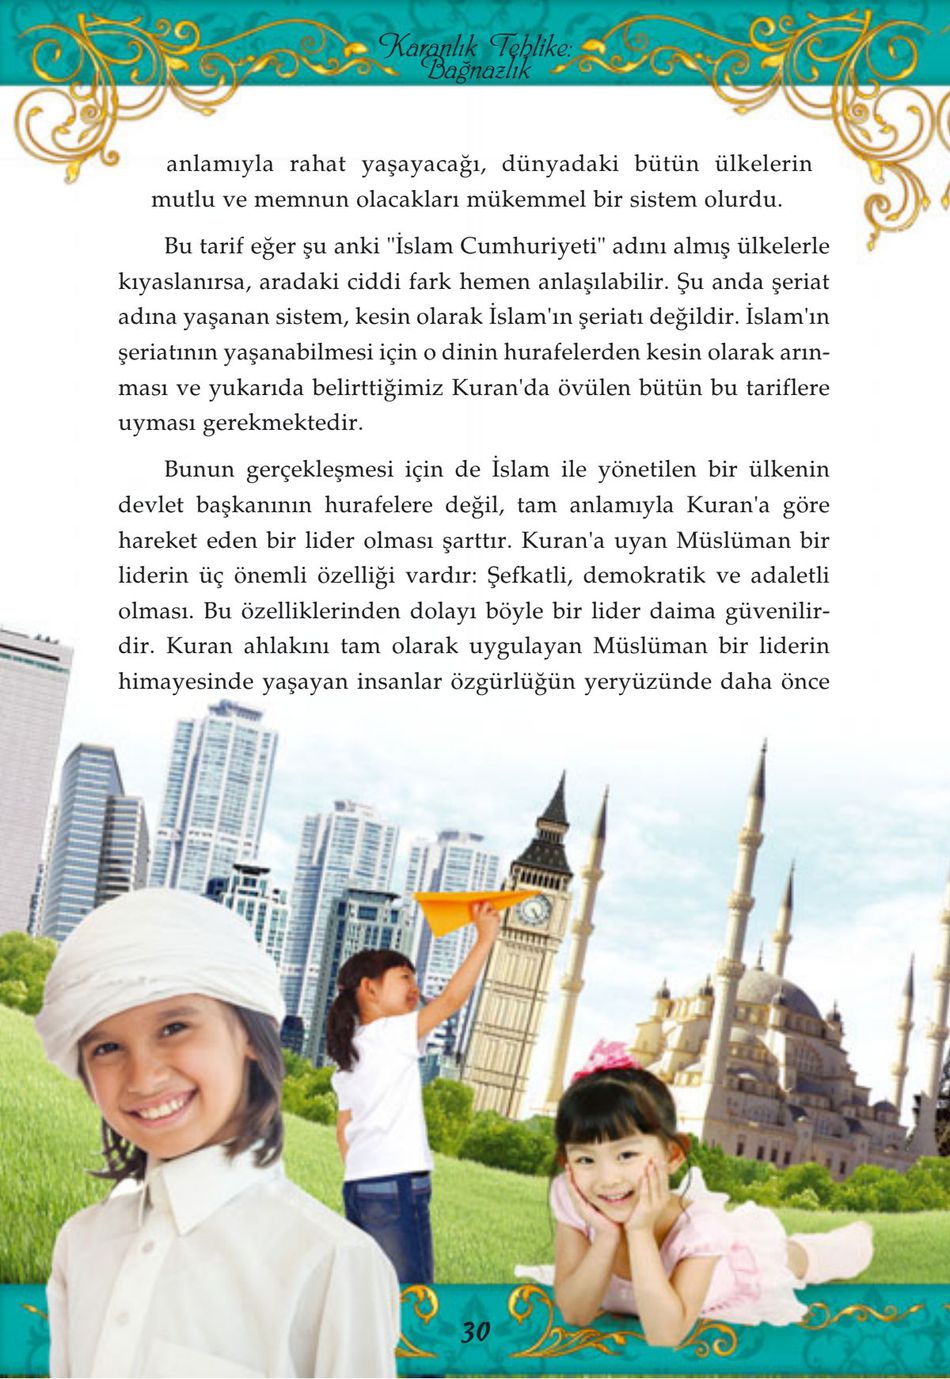 Karanlık Tehlike:
Bağnazlık
anlamıyla rahat yaşayacağı, dünyadaki bütün ülkelerin
mutlu ve memnun olacakları mükemmel bir sistem olurdu.
Bu tarif eğer şu anki "İslam Cumhuriyeti" adını almış ülkelerle
kıyaslanırsa, aradaki ciddi fark hemen anlaşılabilir. Şu anda şeriat
adına yaşanan sistem, kesin olarak İslam'ın şeriatı değildir. İslam'ın
şeriatının yaşanabilmesi için o dinin hurafelerden kesin olarak arın-
ması ve yukarıda belirttiğimiz Kuran'da övülen bütün bu tariflere
uyması gerekmektedir.
Bunun gerçekleşmesi için de İslam ile yönetilen bir ülkenin
devlet başkanının hurafelere değil, tam anlamıyla Kuran'a göre
hareket eden bir lider olması şarttır. Kuran'a uyan Müslüman bir
liderin üç önemli özelliği vardır: Şefkatli, demokratik ve adaletli
olması. Bu özelliklerinden dolayı böyle bir lider daima güvenilir-
dir. Kuran ahlakını tam olarak uygulayan Müslüman bir liderin
himayesinde yaşayan insanlar özgürlüğün yeryüzünde daha önce
30